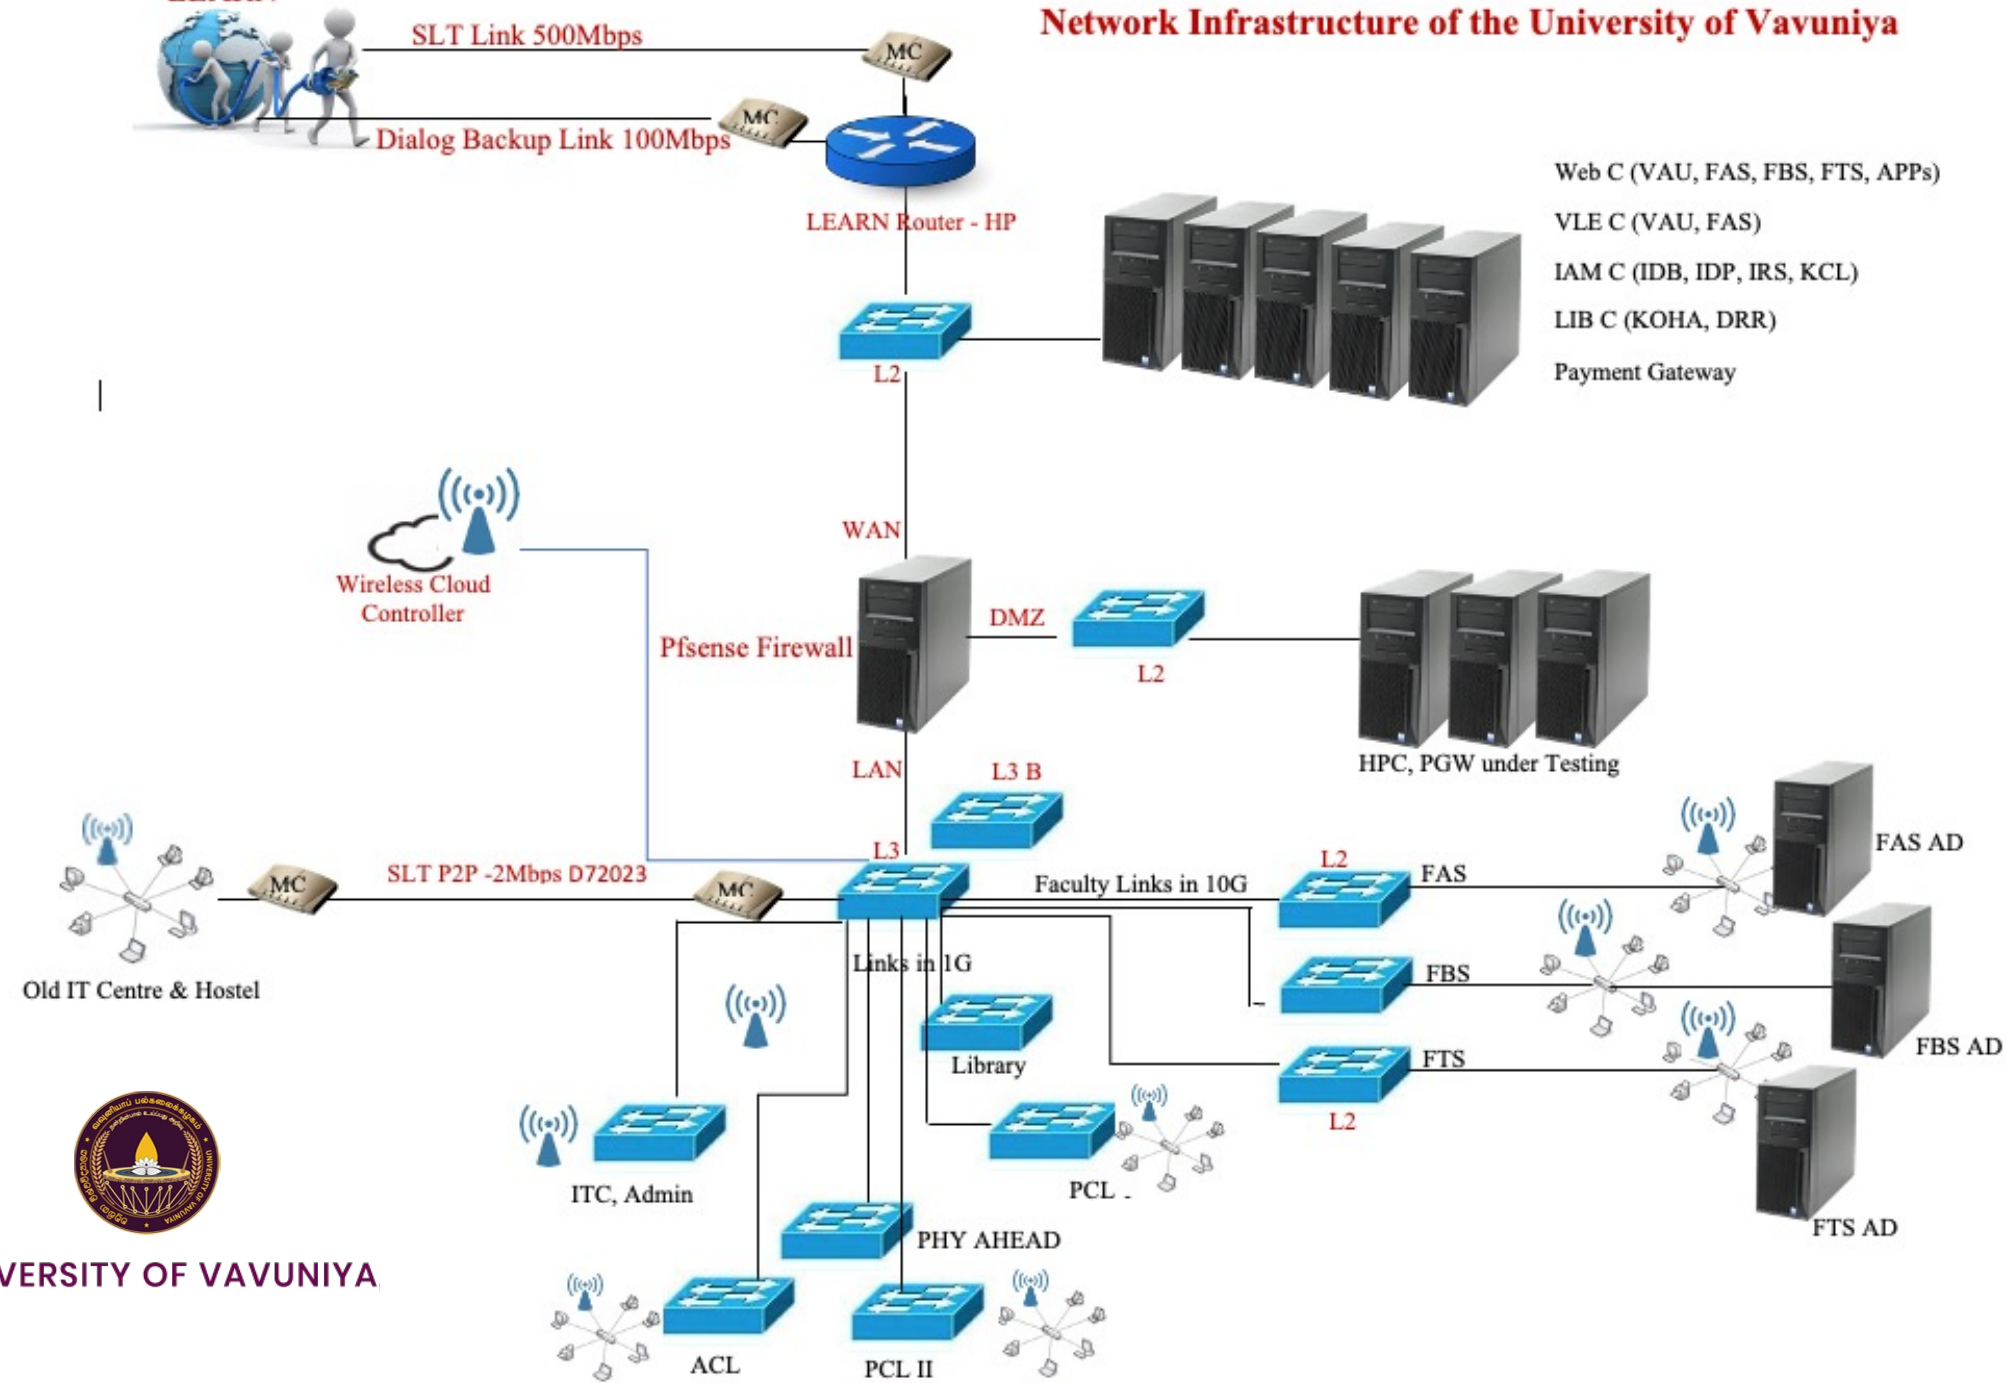 Network Infrastructure of the University of Vavuniya
SLT Link 500Mbps
MC
MC
Dialog Backup Link 100Mbps
LEARN Router - HP
Web C (VAU, FAS, FBS, FTS, APPs)
VLE C (VAU, FAS)
IAM C (IDB, IDP, IRS, KCL)
LIB C (KOHA, DRR)
Payment Gateway
L2
WAN
Wireless Cloud
Controller
Pfsense Firewall
DMZ
L2
HPC, PGW under Testing
LAN
L3 B
L3
SLT P2P -2Mbps D72023
MC
MC
Old IT Centre & Hostel
Faculty Links in 10G
L2
FAS
FAS AD
Links in 1G
FBS
FBS AD
Library
FTS
L2
FTS AD
ITC, Admin
PCL
PHY AHEAD
ACL
PCL II
UNIVERSITY OF VAVUNIYA
VERSITY OF VAVUNIYA